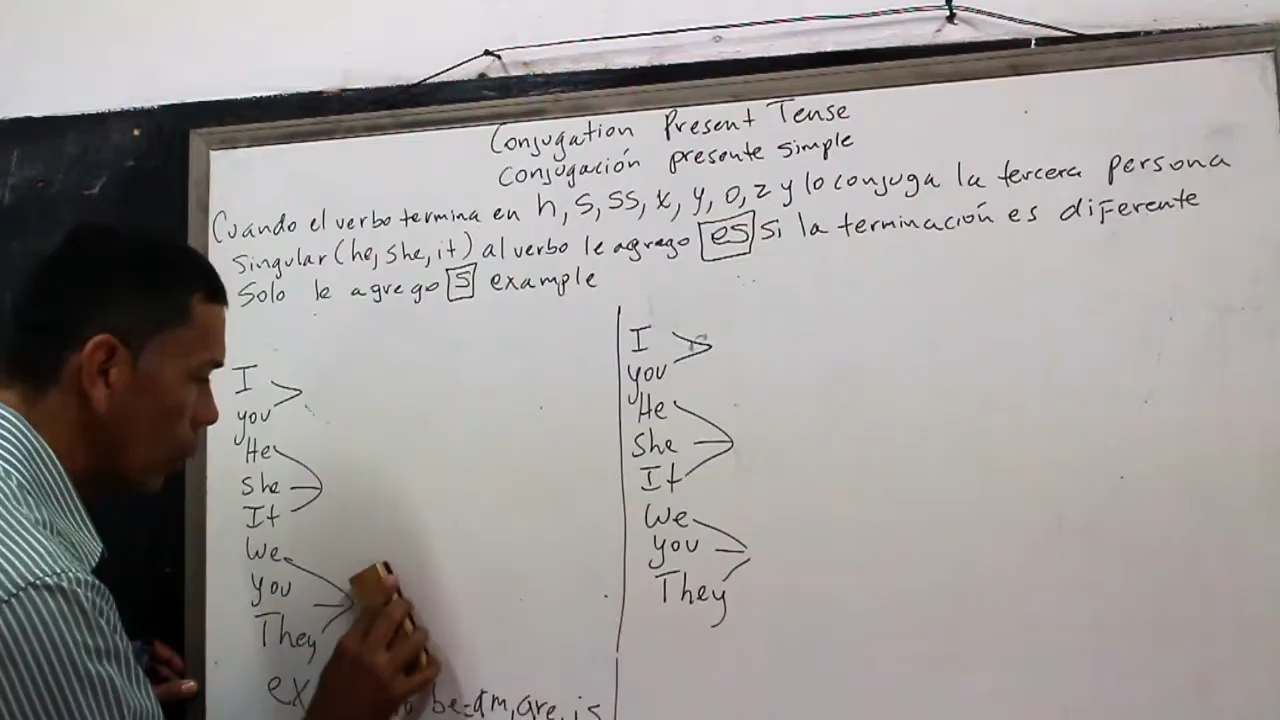 Conjugation Present Tense
Conjugación presente simple
Cuando el verbo termina en h, s, ss, x, y, o, z y lo conjuga la tercera persona
singular (he, she, it) al verbo le agrego es si la terminación es diferente
solo le agrego s example
I
you
He
She
It
We
you
They
be=am, are, is
I
you
He
She
It
We
you
They